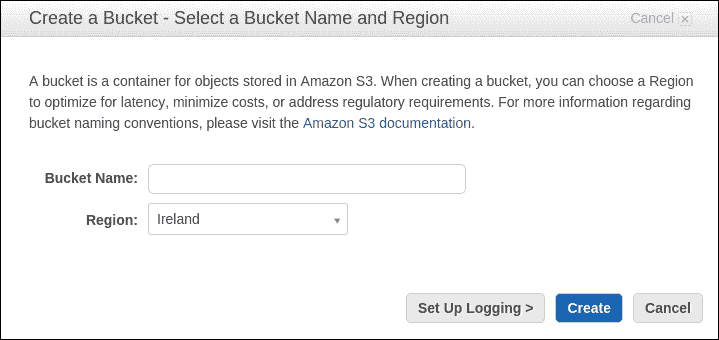 Create a Bucket - Select a Bucket Name and Region
Cancel
A bucket is a container for objects stored in Amazon S3. When creating a bucket, you can choose a Region
to optimize for latency, minimize costs, or address regulatory requirements. For more information regarding
bucket naming conventions, please visit the Amazon S3 documentation.
Bucket Name:
Region: Ireland
Set Up Logging > Create Cancel